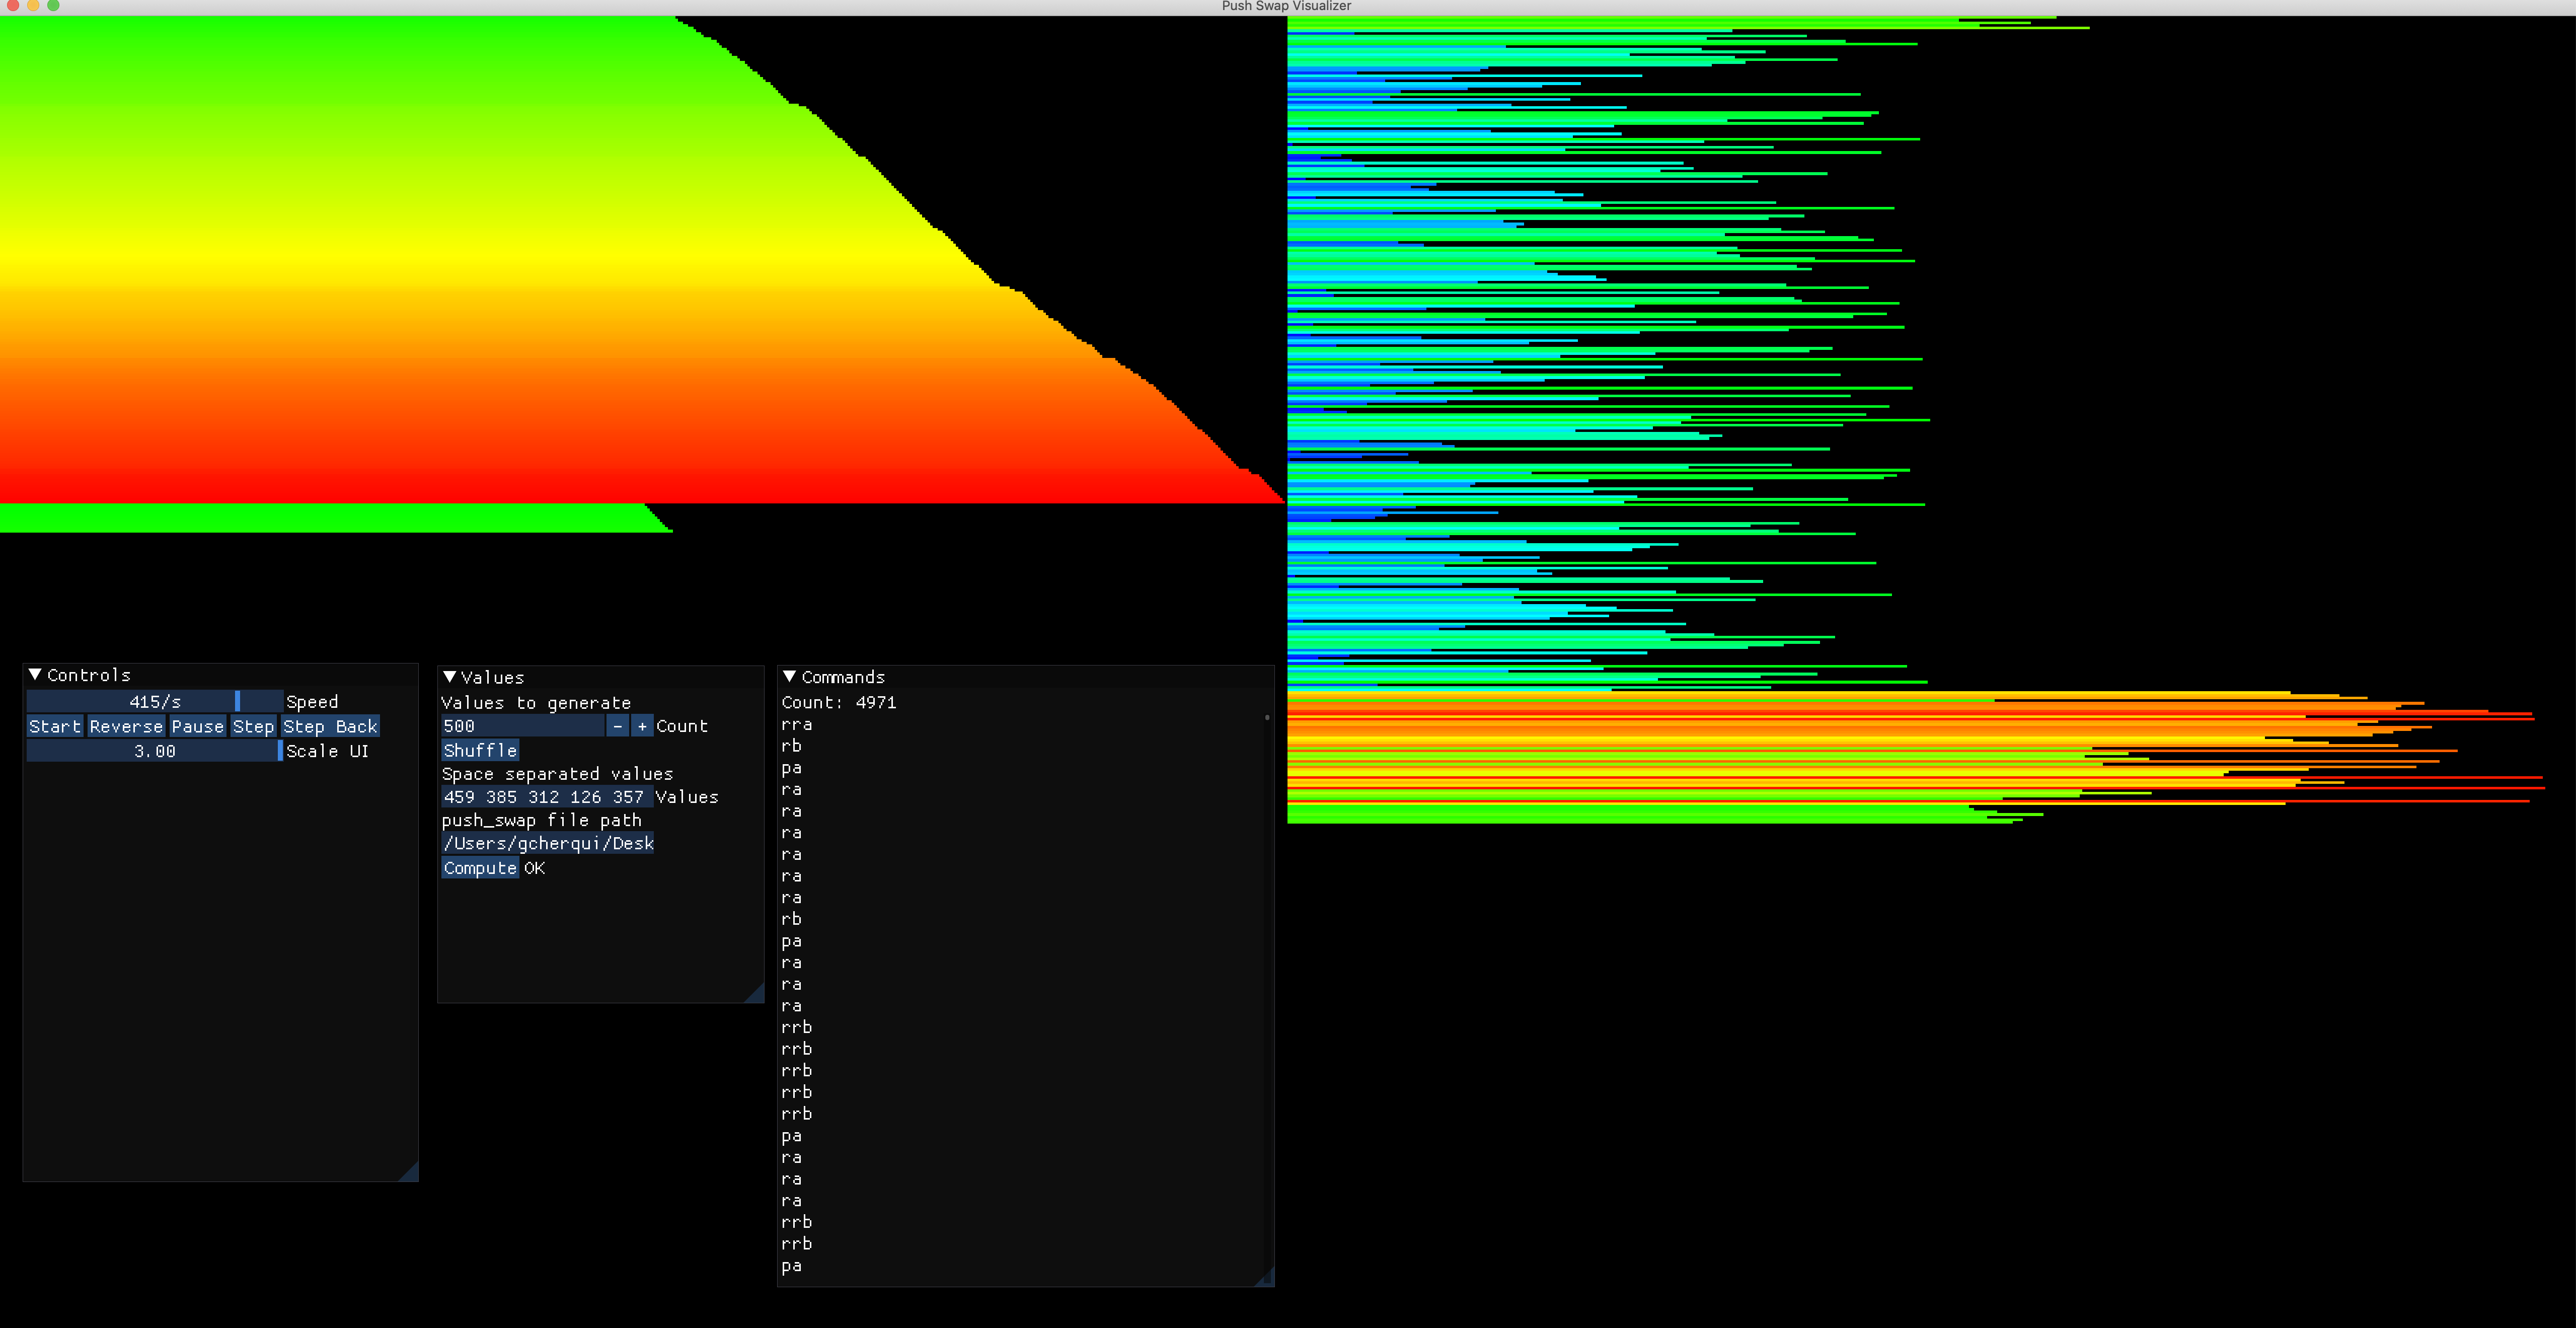 Push Swap Visualizer
Controls
415/s Speed
Start Reverse Pause Step Step Back
3.00 Scale UI
Values
Values to generate
500 - + Count
Shuffle
Space separated values
459 385 312 126 357 Values
push_swap file path
/Users/gcherqui/Desk
Compute OK
Commands
Count: 4971
rra
rb
pa
ra
ra
ra
ra
ra
ra
rb
pa
ra
ra
ra
rrb
rrb
rrb
rrb
rrb
pa
ra
ra
ra
rrb
rrb
pa